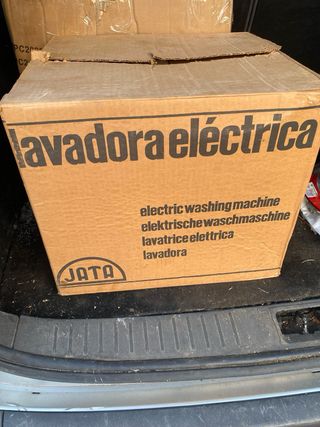 lavadora eléctrica
electric washing machine
elektrische waschmaschine
lavatrice elettrica
lavadora
JATA